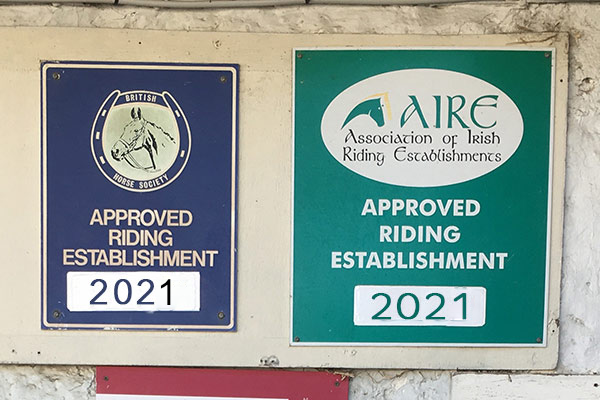 BRITISH
HORSE SOCIETY
APPROVED
RIDING
ESTABLISHMENT
2021
AIRE
Association of Irish
Riding Establishments
APPROVED
RIDING
ESTABLISHMENT
2021